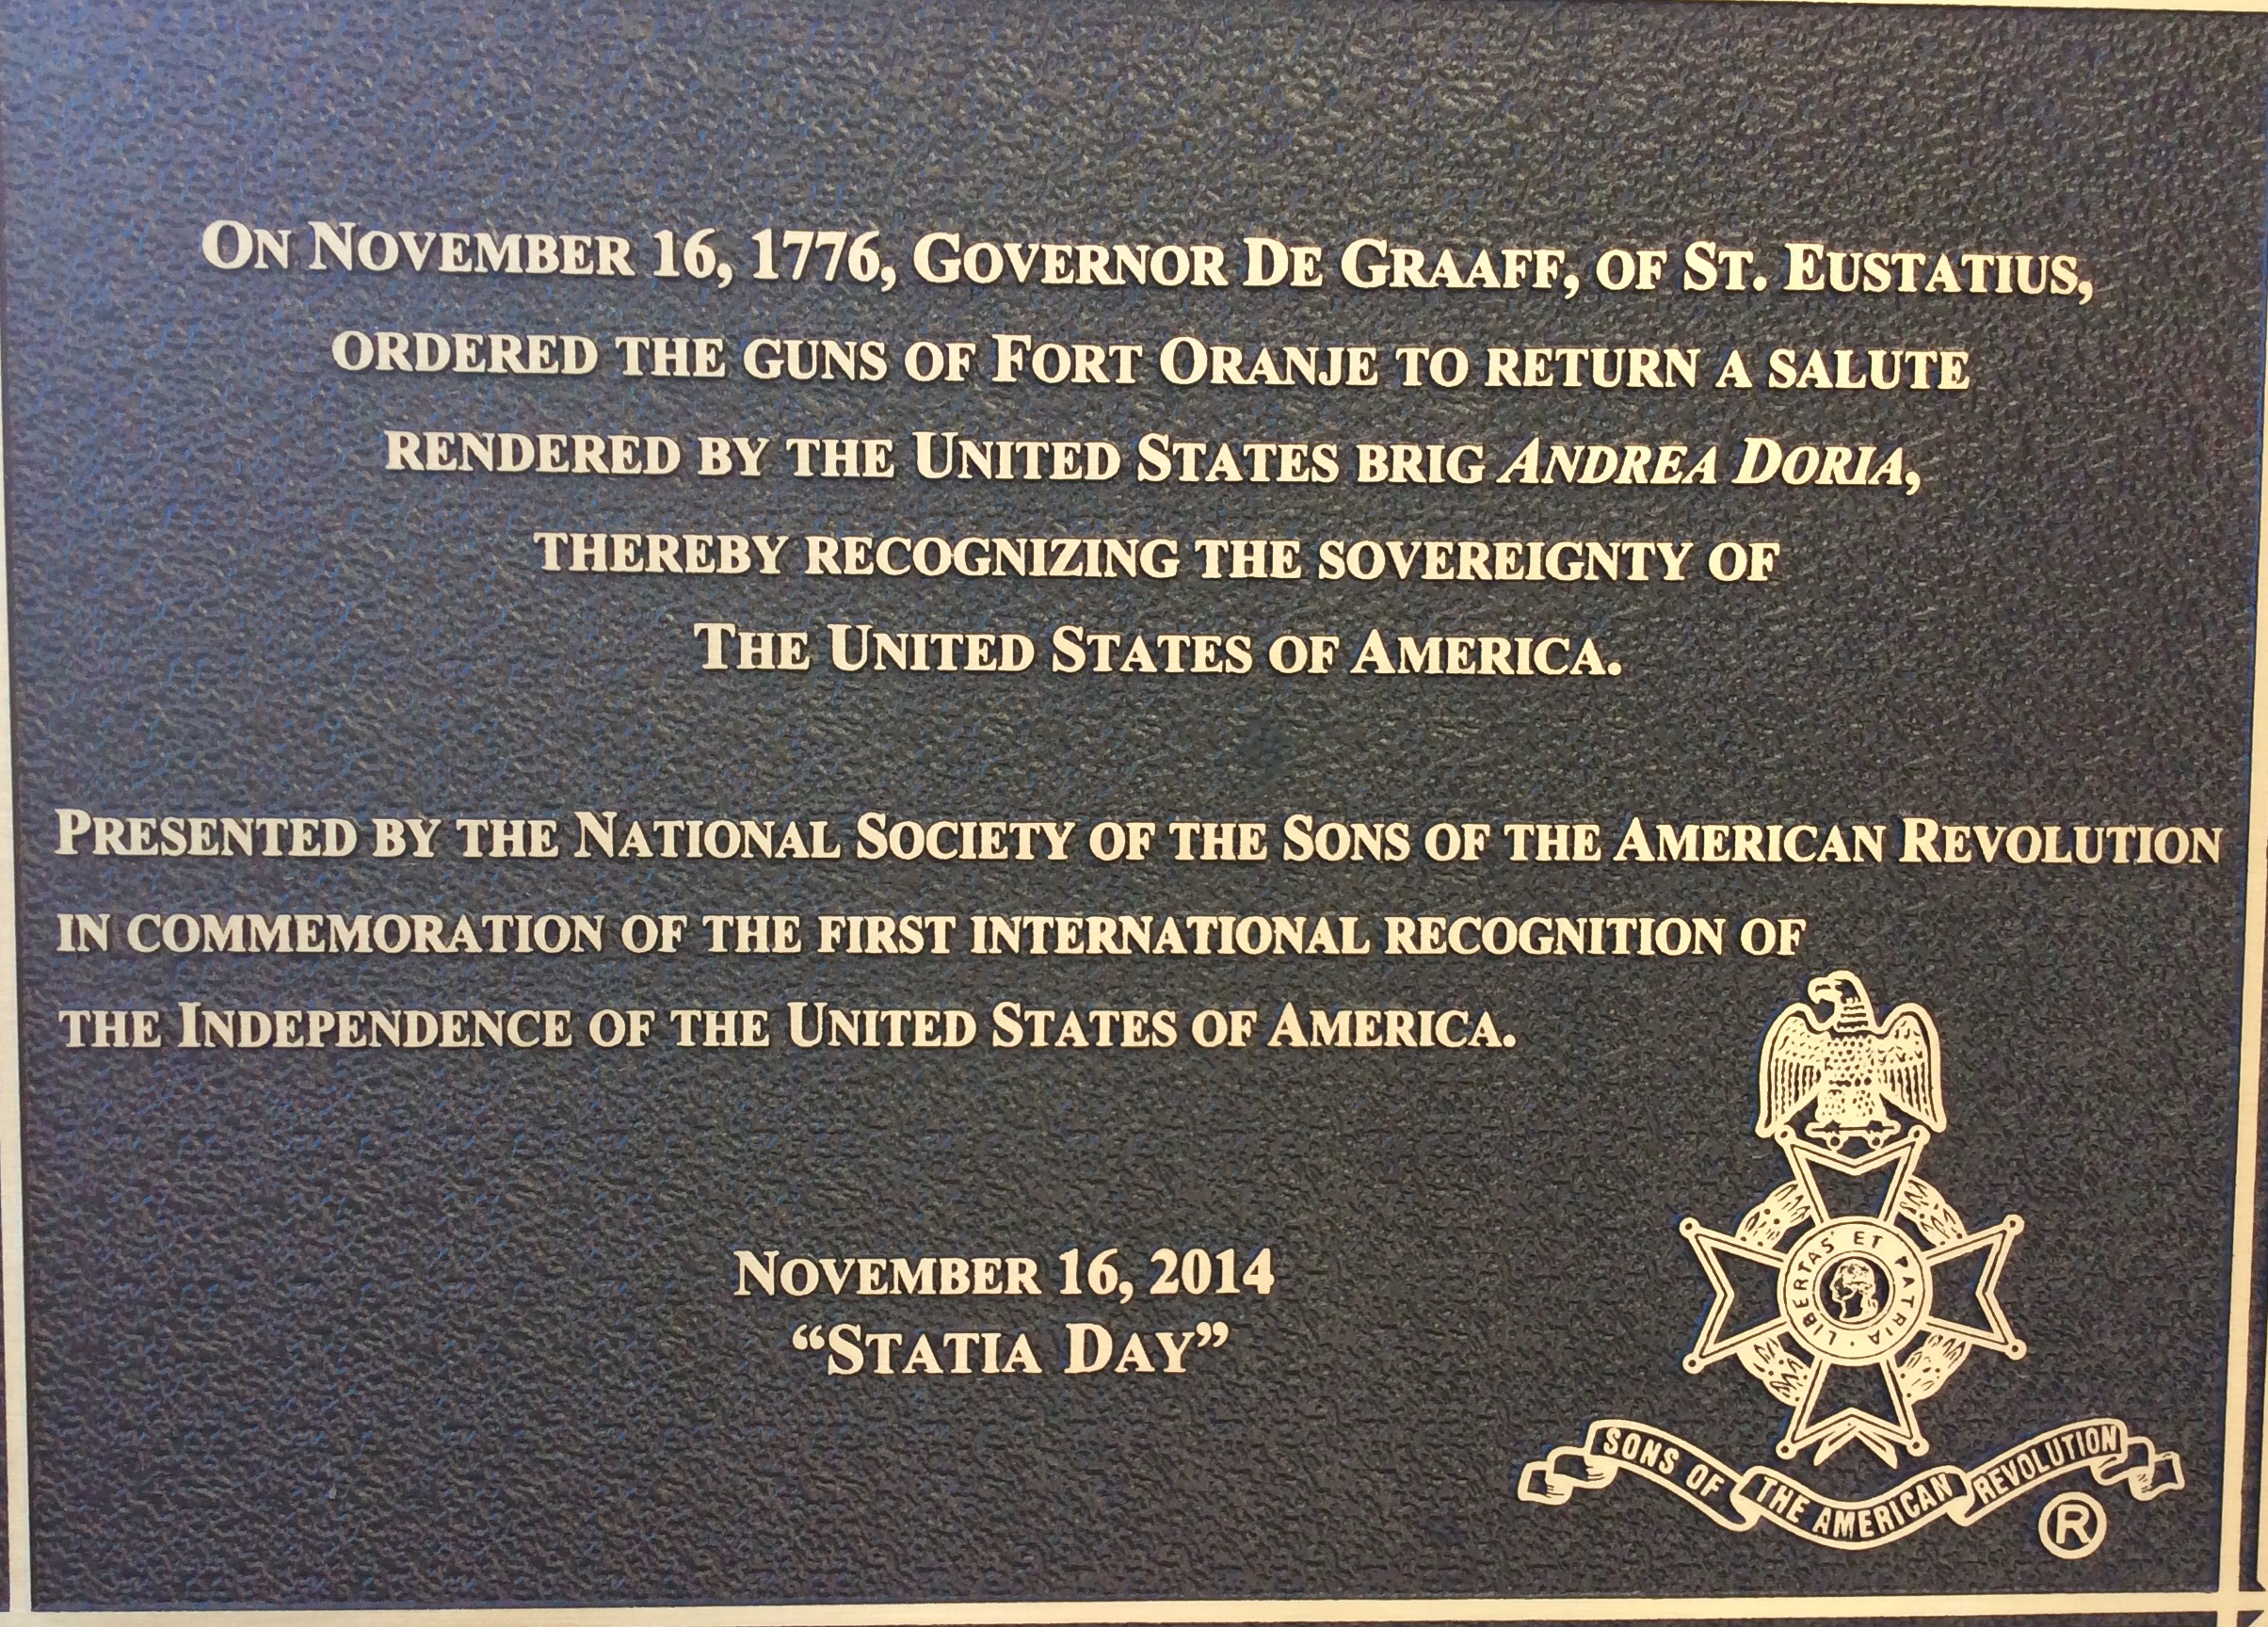 On November 16, 1776, Governor De Graaff, of St. Eustatius,
ordered the guns of Fort Oranje to return a salute
rendered by the United States brig Andrea Doria,
thereby recognizing the sovereignty of
The United States of America.
Presented by the National Society of the Sons of the American Revolution
in commemoration of the first international recognition of
the Independence of the United States of America.
November 16, 2014
“Statia Day”
LIBERTAS ET PATRIA
SONS OF THE AMERICAN REVOLUTION
®